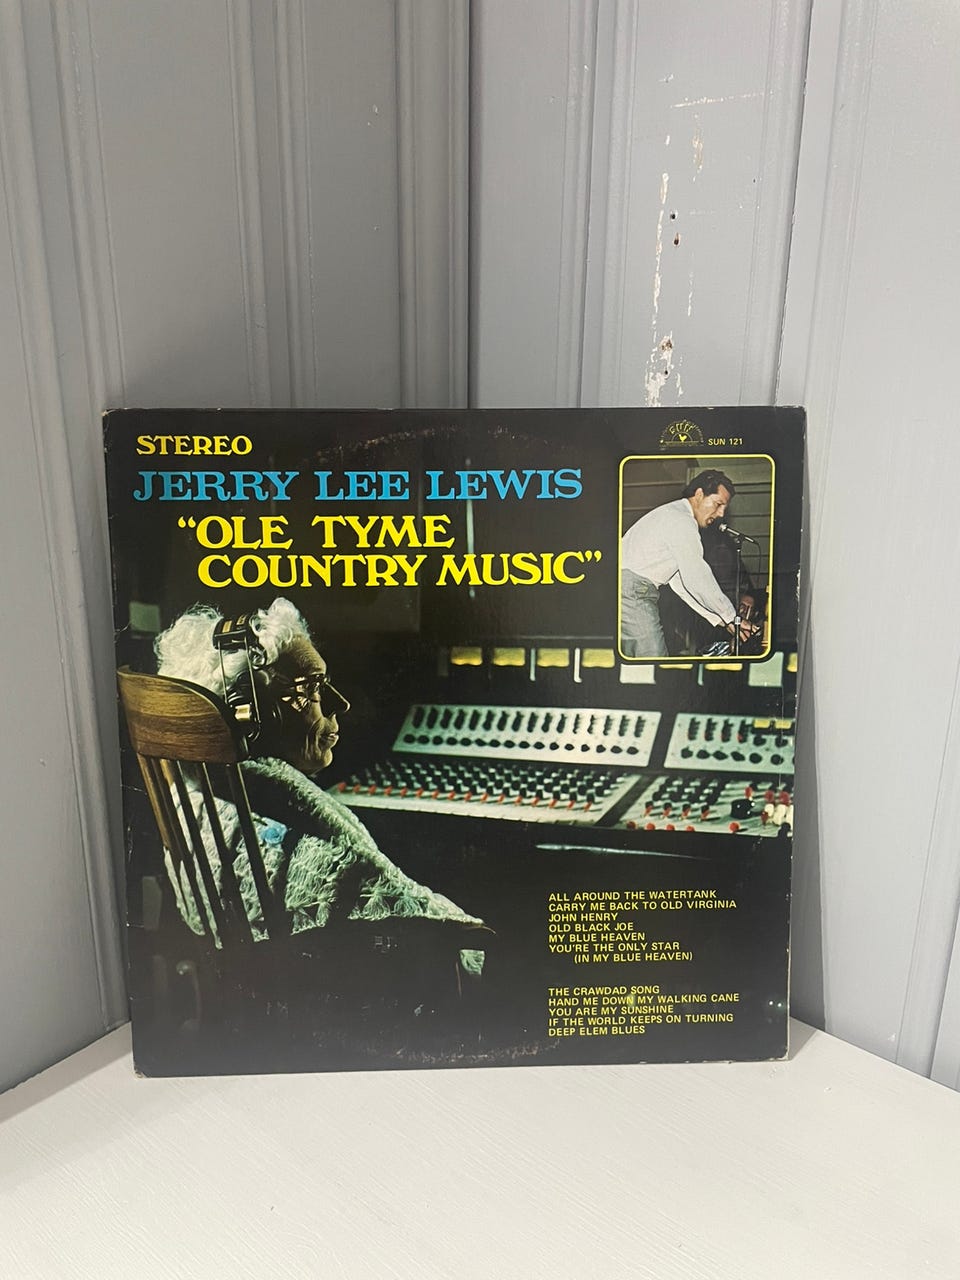 STEREO
SUN 121
JERRY LEE LEWIS
“OLE TYME
COUNTRY MUSIC”
ALL AROUND THE WATERTANK
CARRY ME BACK TO OLD VIRGINIA
JOHN HENRY
OLD BLACK JOE
MY BLUE HEAVEN
YOU'RE THE ONLY STAR
(IN MY BLUE HEAVEN)
THE CRAWDAD SONG
HAND ME DOWN MY WALKING CANE
YOU ARE MY SUNSHINE
IF THE WORLD KEEPS ON TURNING
DEEP ELEM BLUES